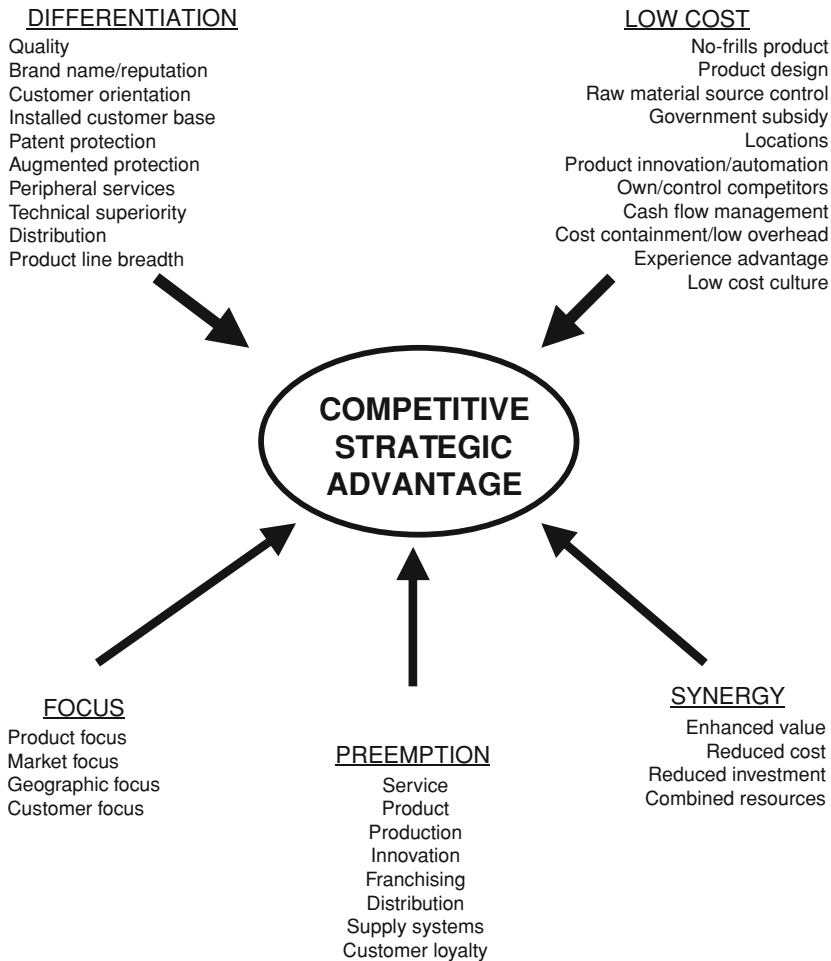 DIFFERENTIATION
Quality
Brand name/reputation
Customer orientation
Installed customer base
Patent protection
Augmented protection
Peripheral services
Technical superiority
Distribution
Product line breadth
LOW COST
No-frills product
Product design
Raw material source control
Government subsidy
Locations
Product innovation/automation
Own/control competitors
Cash flow management
Cost containment/low overhead
Experience advantage
Low cost culture
COMPETITIVE
STRATEGIC
ADVANTAGE
FOCUS
Product focus
Market focus
Geographic focus
Customer focus
PREEMPTION
Service
Product
Production
Innovation
Franchising
Distribution
Supply systems
Customer loyalty
SYNERGY
Enhanced value
Reduced cost
Reduced investment
Combined resources